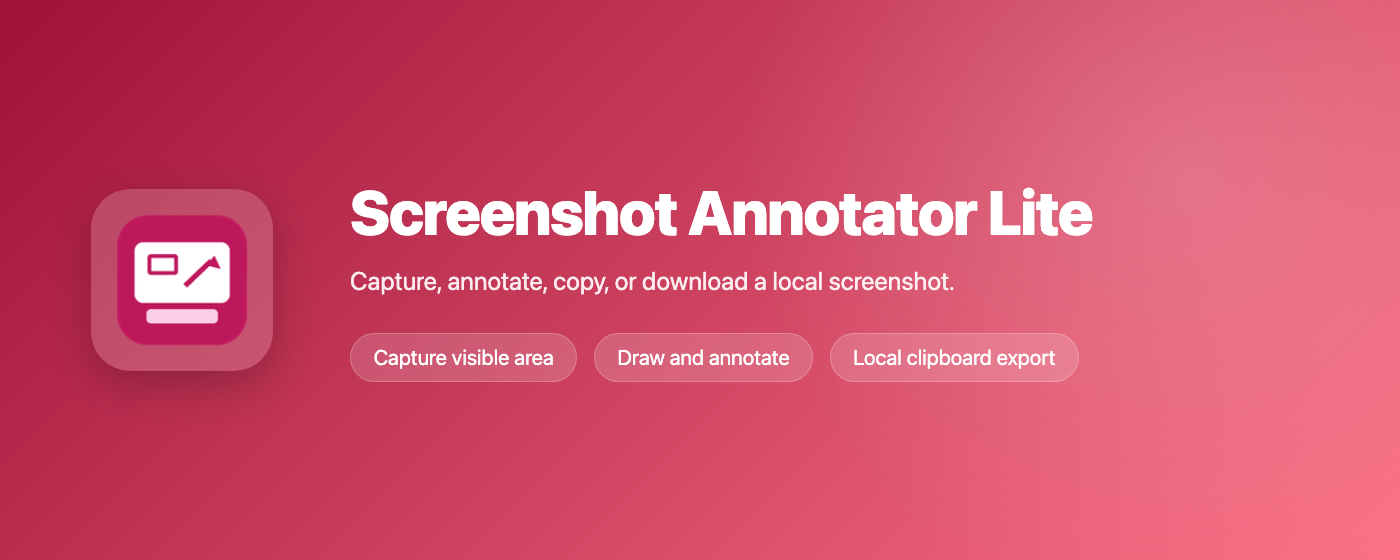 Screenshot Annotator Lite
Capture, annotate, copy, or download a local screenshot.
Capture visible area
Draw and annotate
Local clipboard export